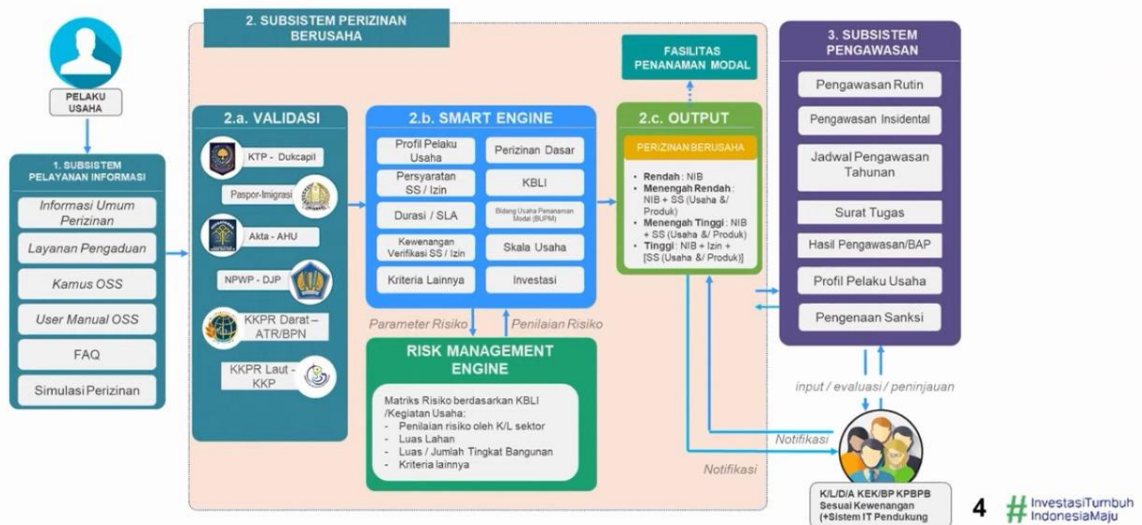 PELAKU
USAHA
1. SUBSISTEM
PELAYANAN INFORMASI
Informasi Umum
Perizinan
Layanan Pengaduan
Kamus OSS
User Manual OSS
FAQ
Simulasi Perizinan
2. SUBSISTEM PERIZINAN
BERUSAHA
2.a. VALIDASI
KTP - Dukcapil
Paspor-Imigrasi
Akta - AHU
NPWP - DJP
KKPR Darat –
ATR/BPN
KKPR Laut -
KKP
2.b. SMART ENGINE
Profil Pelaku
Usaha
Persyaratan
SS / Izin
Durasi / SLA
Kewenangan
Verifikasi SS / Izin
Kriteria Lainnya
Perizinan Dasar
KBLI
Bidang Usaha Penanaman
Modal (BUPM)
Skala Usaha
Investasi
Parameter Risiko
Penilaian Risiko
RISK MANAGEMENT
ENGINE
Matriks Risiko berdasarkan KBLI
/Kegiatan Usaha:
- Penilaian risiko oleh K/L sektor
- Luas Lahan
- Luas / Jumlah Tingkat Bangunan
- Kriteria lainnya
FASILITAS
PENANAMAN MODAL
2.c. OUTPUT
PERIZINAN BERUSAHA
• Rendah : NIB
• Menengah Rendah :
NIB + SS (Usaha &/
Produk)
• Menengah Tinggi : NIB
+ SS (Usaha &/ Produk)
• Tinggi : NIB + Izin +
[SS (Usaha &/ Produk)]
3. SUBSISTEM
PENGAWASAN
Pengawasan Rutin
Pengawasan Insidental
Jadwal Pengawasan
Tahunan
Surat Tugas
Hasil Pengawasan/BAP
Profil Pelaku Usaha
Pengenaan Sanksi
input / evaluasi / peninjauan
Notifikasi
Notifikasi
K/L/D/A KEK/BP KPBPB
Sesuai Kewenangan
(+Sistem IT Pendukung
4
# InvestasiTumbuh
IndonesiaMaju